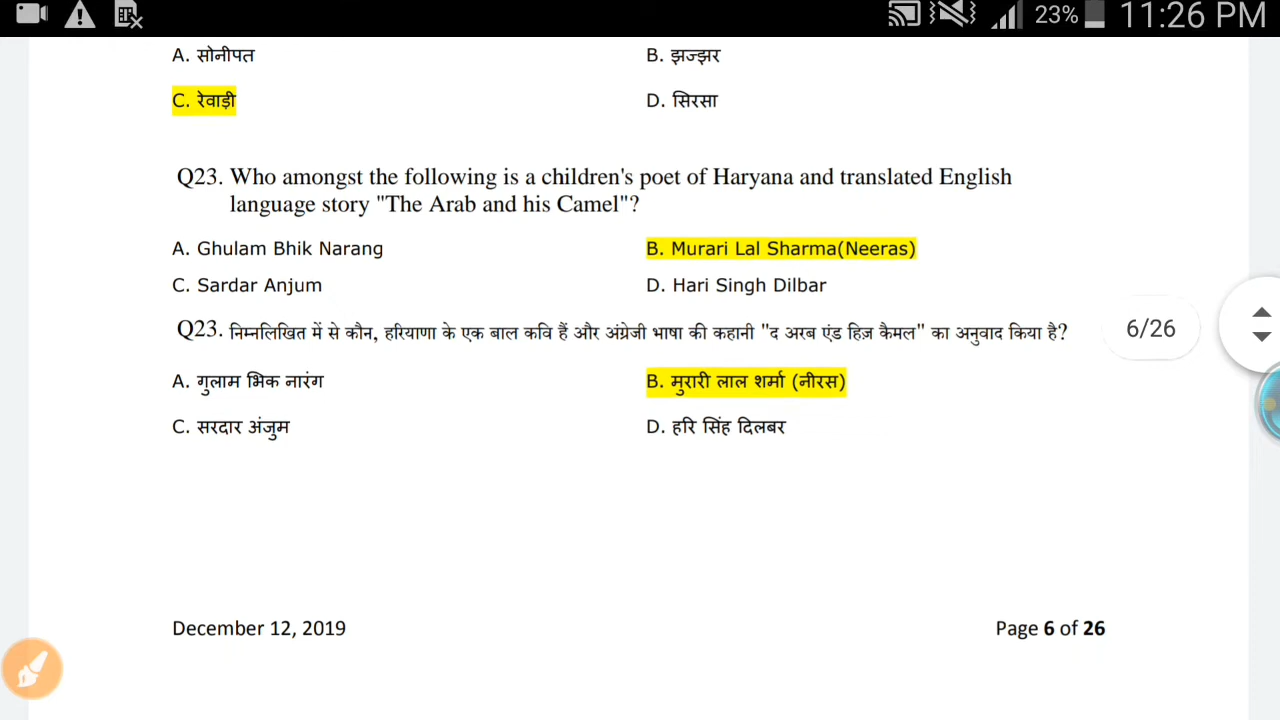 23% 11:26 PM
A. सोनीपत B. झज्झर
C. रेवाड़ी D. सिरसा
Q23. Who amongst the following is a children's poet of Haryana and translated English
language story "The Arab and his Camel"?
A. Ghulam Bhik Narang B. Murari Lal Sharma(Neeras)
C. Sardar Anjum D. Hari Singh Dilbar
Q23. निम्नलिखित में से कौन, हरियाणा के एक बाल कवि हैं और अंग्रेजी भाषा की कहानी "द अरब एंड हिज़ कैमल" का अनुवाद किया है?
6/26
A. गुलाम भिक नारंग B. मुरारी लाल शर्मा (नीरस)
C. सरदार अंजुम D. हरि सिंह दिलबर
December 12, 2019 Page 6 of 26